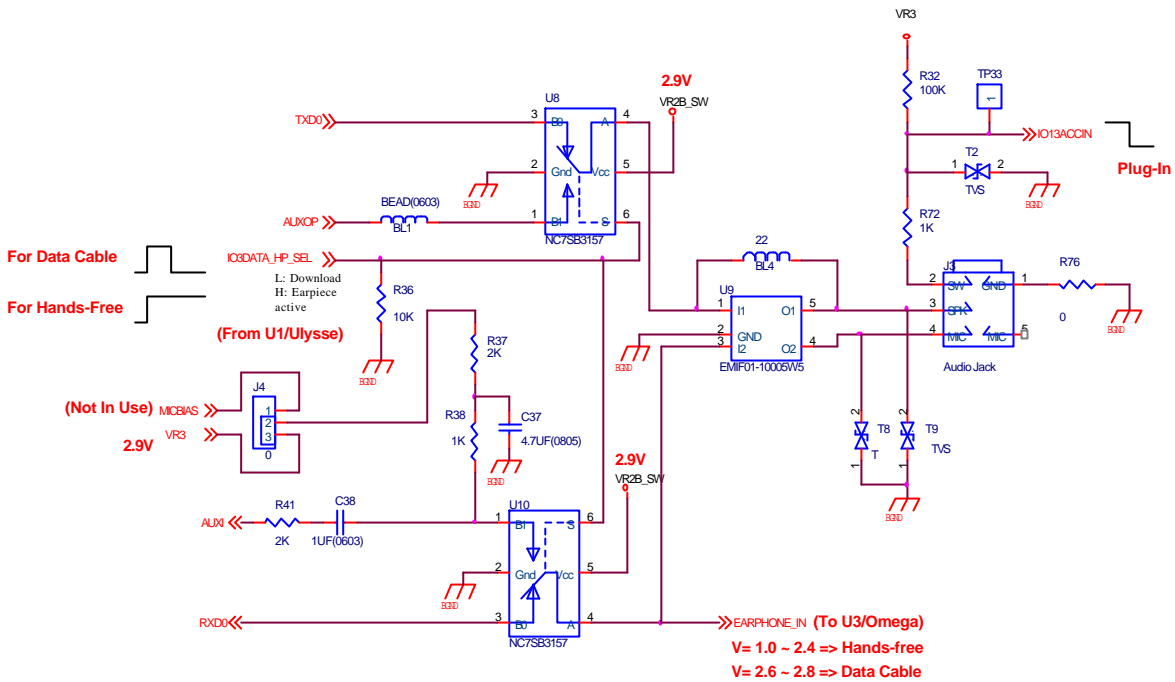 VR3
R32
100K
TP33
1
IO13ACCIN
Plug-In
T2
1
2
TVS
BGND
R72
1K
2.9V
VR2B_SW
U8
TXD0
3
B0
A
4
2
Gnd
Vcc
5
BGND
BEAD(0603)
AUXOP
BL1
1
B1
S
6
NC7SB3157
For Data Cable
IO3DATA_HP_SEL
L: Download
H: Earpiece
active
For Hands-Free
R36
10K
(From U1/Ulysse)
BGND
22
BL4
U9
1
I1
O1
5
2
GND
3
I2
O2
4
BGND
EMIF01-10005W5
J3
2
SW
GND
1
3
SPK
4
MIC
MIC
5
Audio Jack
R76
0
BGND
R37
2K
J4
(Not In Use)
MICBIAS
1
2
VR3
3
2.9V
0
R38
1K
C37
4.7UF(0805)
BGND
2
T8
1
T
2
T9
1
TVS
BGND
2.9V
VR2B_SW
U10
AUXI
R41
2K
C38
1UF(0603)
1
B1
S
6
2
Gnd
Vcc
5
BGND
RXD0
3
B0
A
4
NC7SB3157
EARPHONE_IN
(To U3/Omega)
V= 1.0 ~ 2.4 => Hands-free
V= 2.6 ~ 2.8 => Data Cable